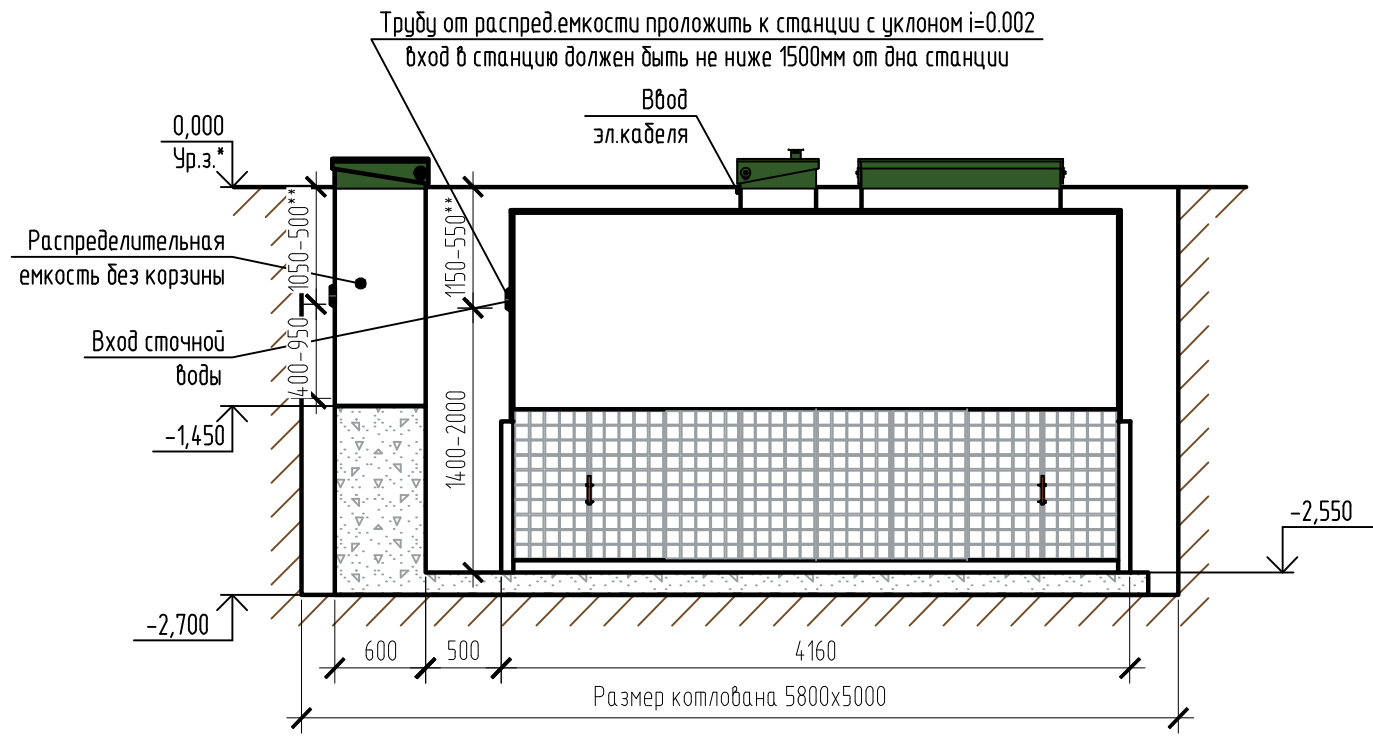 Трубу от распред.емкости проложить к станции с уклоном i=0.002
вход в станцию должен быть не ниже 1500мм от дна станции
Ввод
эл.кабеля
0,000
Ур.з.*
1050-500**
1150-550**
Распределительная
емкость без корзины
Вход сточной
воды
400-950
1400-2000
-1,450
-2,550
-2,700
600
500
4160
Размер котлована 5800х5000